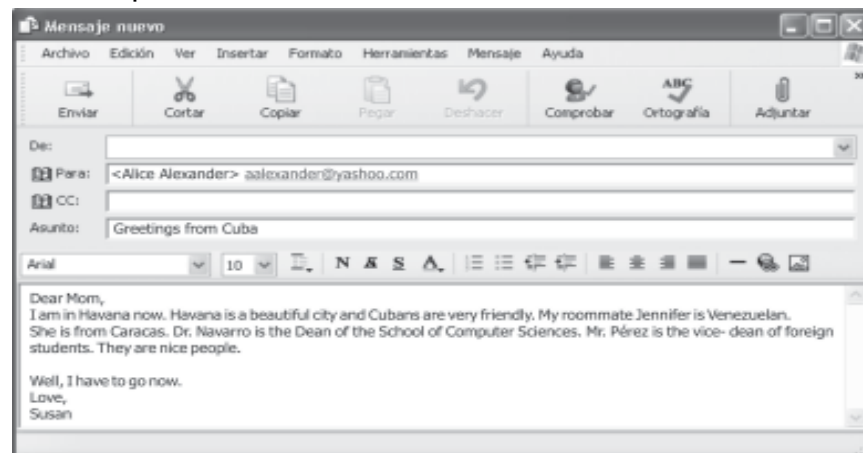 Mensaje nuevo
Archivo Edición Ver Insertar Formato Herramientas Mensaje Ayuda
ABC
Enviar Cortar Copiar Pegar Deshacer Comprobar Ortografía Adjuntar
De:
Para: <Alice Alexander> aalexander@yashoo.com
CC:
Asunto: Greetings from Cuba
Arial 10 N K S A
Dear Mom,
I am in Havana now. Havana is a beautiful city and Cubans are very friendly. My roommate Jennifer is Venezuelan.
She is from Caracas. Dr. Navarro is the Dean of the School of Computer Sciences. Mr. Pérez is the vice- dean of foreign
students. They are nice people.
Well, I have to go now.
Love,
Susan